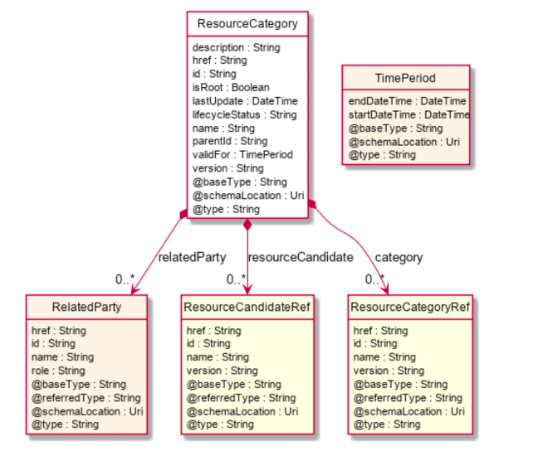 ResourceCategory
description : String
href : String
id : String
isRoot : Boolean
lastUpdate : DateTime
lifecycleStatus : String
name : String
parentId : String
validFor : TimePeriod
version : String
@baseType : String
@schemaLocation : Uri
@type : String
TimePeriod
endDateTime : DateTime
startDateTime : DateTime
@baseType : String
@schemaLocation : Uri
@type : String
relatedParty
resourceCandidate
category
0..*
0..*
0..*
RelatedParty
href : String
id : String
name : String
role : String
@baseType : String
@referredType : String
@schemaLocation : Uri
@type : String
ResourceCandidateRef
href : String
id : String
name : String
version : String
@baseType : String
@referredType : String
@schemaLocation : Uri
@type : String
ResourceCategoryRef
href : String
id : String
name : String
version : String
@baseType : String
@referredType : String
@schemaLocation : Uri
@type : String